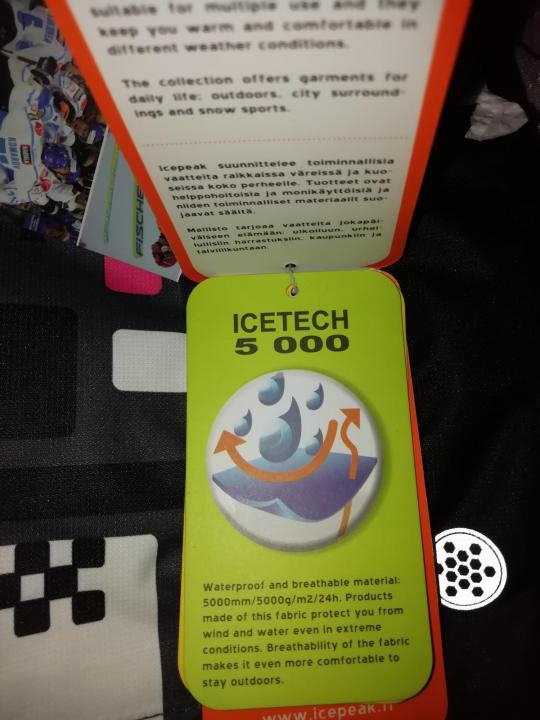 suitable for multiple use and they
keep you warm and comfortable in
different weather conditions.
The collection offers garments for
daily life; outdoors, city surround-
ings and snow sports.
Icepeak suunnittelee toiminnallisia
vaatteita raikkaissa väreissä ja kuo-
seissa koko perheelle. Tuotteet ovat
helppohoitoisia ja monikäyttöisiä ja
niiden toiminnalliset materiaalit suo-
jaavat säältä.
Mallisto tarjoaa vaatteita jokapäi-
väiseen elämään: ulkoiluun, urhei-
lullisiin harrastuksiin, kaupunkiin ja
talviliikuntaan.
FISCHE
ICETECH
5 000
Waterproof and breathable material:
5000mm/5000g/m2/24h. Products
made of this fabric protect you from
wind and water even in extreme
conditions. Breathability of the fabric
makes it even more comfortable to
stay outdoors.
www.icepeak.fi